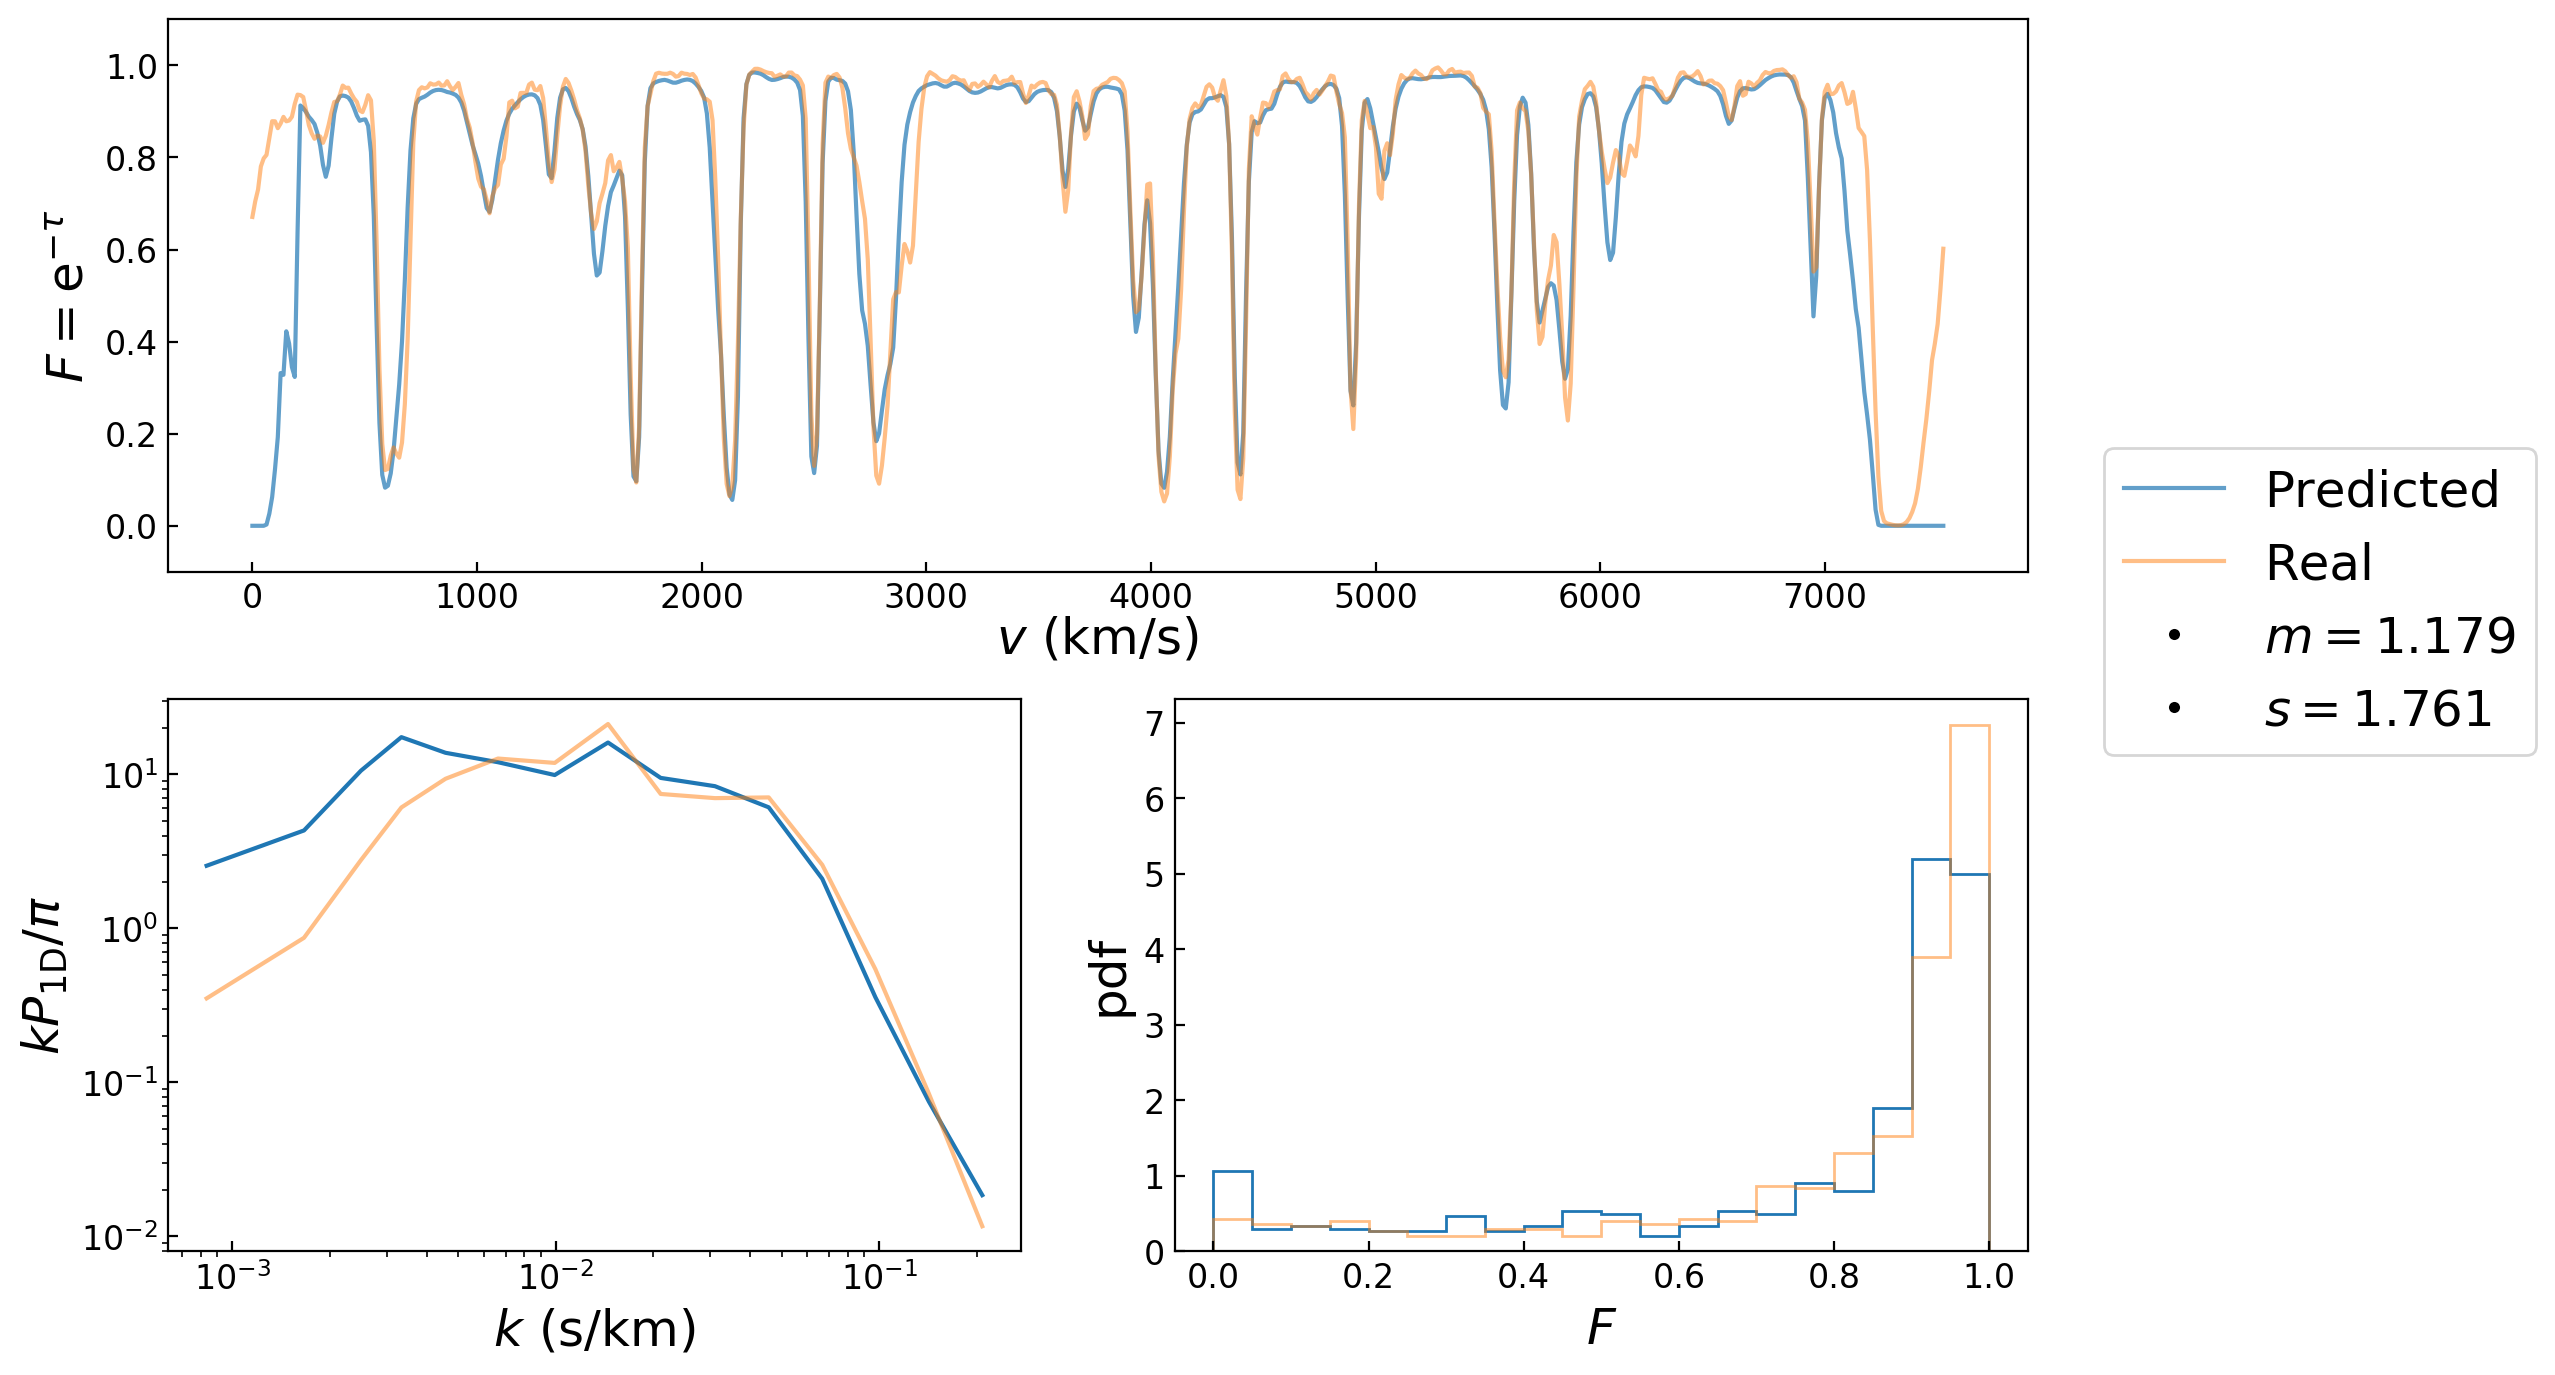 1.0
0.8
0.6
0.4
0.2
0.0
F = e^{−τ}
0 1000 2000 3000 4000 5000 6000 7000
v (km/s)
Predicted
Real
m = 1.179
s = 1.761
10^1
10^0
10^{−1}
10^{−2}
kP_{1D}/π
10^{−3} 10^{−2} 10^{−1}
k (s/km)
7
6
5
4
3
2
1
0
pdf
0.0 0.2 0.4 0.6 0.8 1.0
F